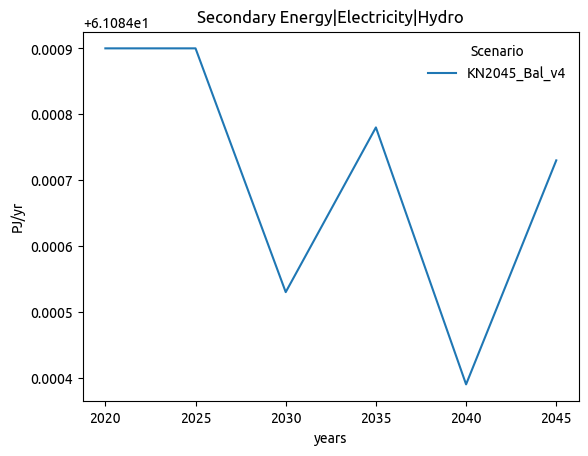 Secondary Energy|Electricity|Hydro
+6.1084e1
Scenario
KN2045_Bal_v4
0.0009
0.0008
0.0007
0.0006
0.0005
0.0004
PJ/yr
2020 2025 2030 2035 2040 2045
years